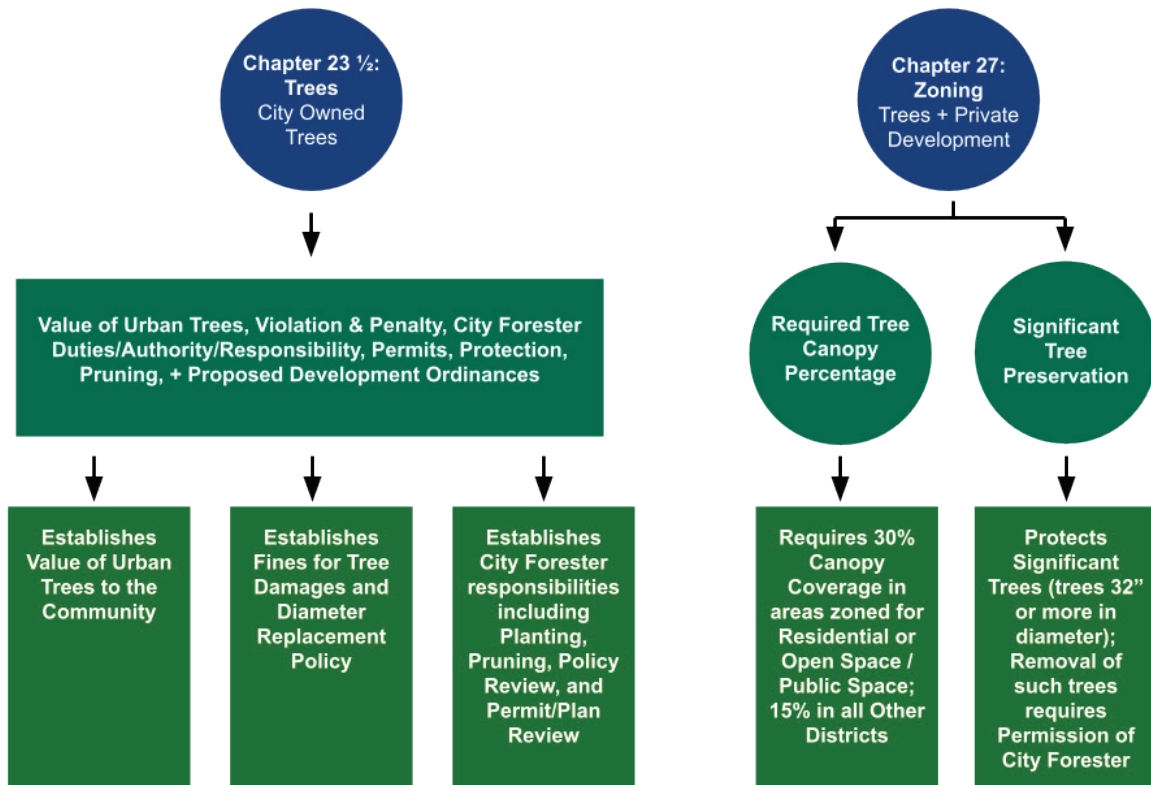 Chapter 23 ½:
Trees
City Owned
Trees
Chapter 27:
Zoning
Trees + Private
Development
Value of Urban Trees, Violation & Penalty, City Forester
Duties/Authority/Responsibility, Permits, Protection,
Pruning, + Proposed Development Ordinances
Required Tree
Canopy
Percentage
Significant
Tree
Preservation
Establishes
Value of Urban
Trees to the
Community
Establishes
Fines for Tree
Damages and
Diameter
Replacement
Policy
Establishes
City Forester
responsibilities
including
Planting,
Pruning, Policy
Review, and
Permit/Plan
Review
Requires 30%
Canopy
Coverage in
areas zoned for
Residential or
Open Space /
Public Space;
15% in all Other
Districts
Protects
Significant
Trees (trees 32”
or more in
diameter);
Removal of
such trees
requires
Permission of
City Forester